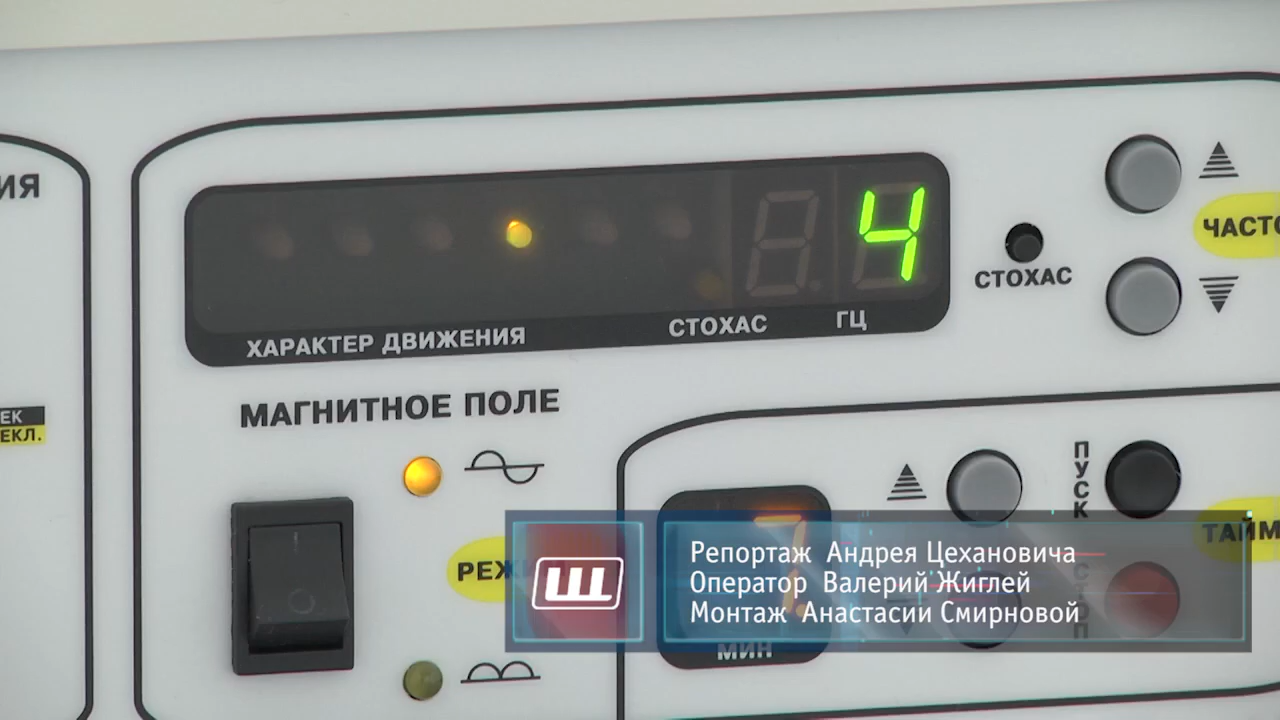 ИЯ
4
ЧАСТО
СТОХАС
ХАРАКТЕР ДВИЖЕНИЯ
СТОХАС
ГЦ
МАГНИТНОЕ ПОЛЕ
ЕК
ЕКЛ.
ПУСК
ТАЙМ
Ш
Репортаж Андрея Цехановича
Оператор Валерий Жиглей
Монтаж Анастасии Смирновой
МИН